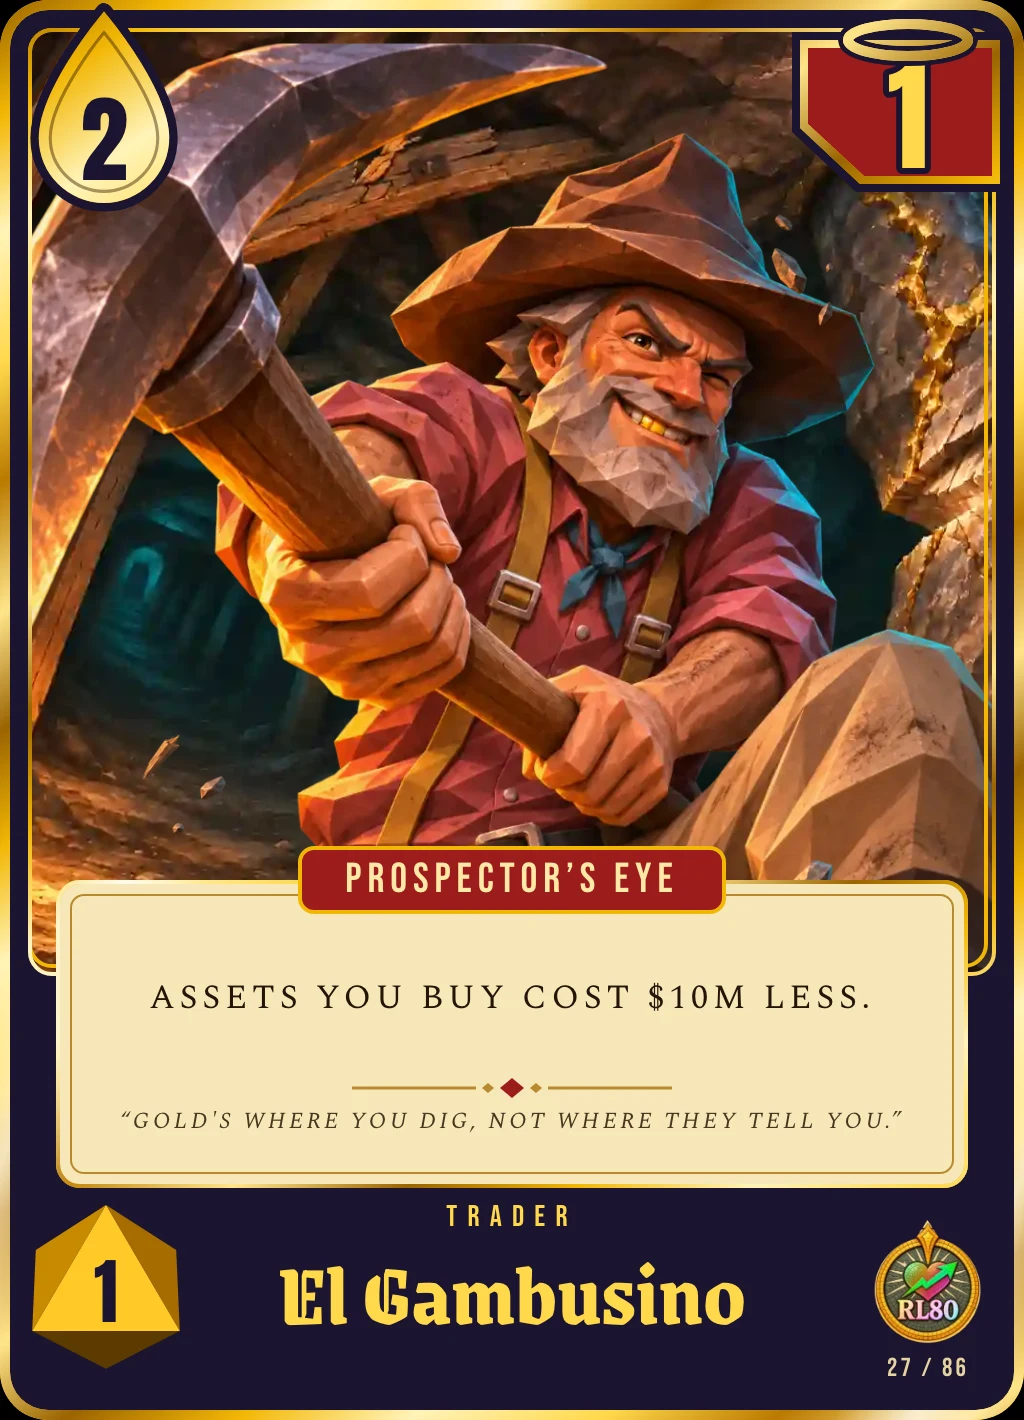 2
1
PROSPECTOR’S EYE
ASSETS YOU BUY COST $10M LESS.
“GOLD'S WHERE YOU DIG, NOT WHERE THEY TELL YOU.”
TRADER
1
El Gambusino
RL80
27 / 86